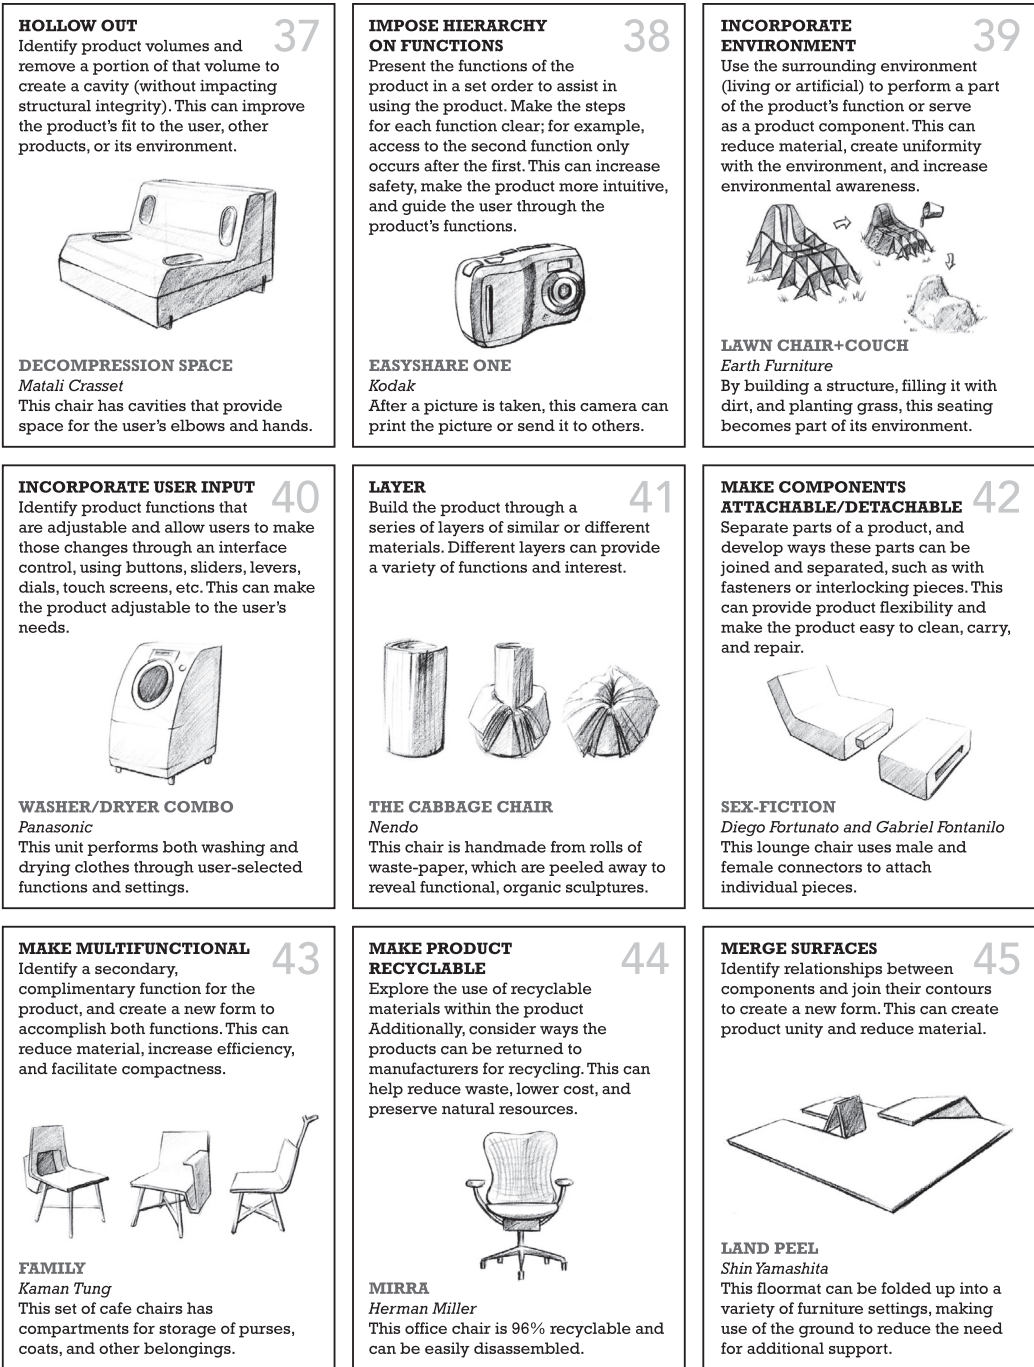 HOLLOW OUT
37
Identify product volumes and
remove a portion of that volume to
create a cavity (without impacting
structural integrity). This can improve
the product's fit to the user, other
products, or its environment.
DECOMPRESSION SPACE
Matali Crasset
This chair has cavities that provide
space for the user's elbows and hands.
IMPOSE HIERARCHY
ON FUNCTIONS
38
Present the functions of the
product in a set order to assist in
using the product. Make the steps
for each function clear; for example,
access to the second function only
occurs after the first. This can increase
safety, make the product more intuitive,
and guide the user through the
product's functions.
EASYSHARE ONE
Kodak
After a picture is taken, this camera can
print the picture or send it to others.
INCORPORATE
ENVIRONMENT
39
Use the surrounding environment
(living or artificial) to perform a part
of the product's function or serve
as a product component. This can
reduce material, create uniformity
with the environment, and increase
environmental awareness.
LAWN CHAIR+COUCH
Earth Furniture
By building a structure, filling it with
dirt, and planting grass, this seating
becomes part of its environment.
INCORPORATE USER INPUT
40
Identify product functions that
are adjustable and allow users to make
those changes through an interface
control, using buttons, sliders, levers,
dials, touch screens, etc. This can make
the product adjustable to the user's
needs.
WASHER/DRYER COMBO
Panasonic
This unit performs both washing and
drying clothes through user-selected
functions and settings.
LAYER
41
Build the product through a
series of layers of similar or different
materials. Different layers can provide
a variety of functions and interest.
THE CABBAGE CHAIR
Nendo
This chair is handmade from rolls of
waste-paper, which are peeled away to
reveal functional, organic sculptures.
MAKE COMPONENTS
ATTACHABLE/DETACHABLE
42
Separate parts of a product, and
develop ways these parts can be
joined and separated, such as with
fasteners or interlocking pieces. This
can provide product flexibility and
make the product easy to clean, carry,
and repair.
SEX-FICTION
Diego Fortunato and Gabriel Fontanilo
This lounge chair uses male and
female connectors to attach
individual pieces.
MAKE MULTIFUNCTIONAL
43
Identify a secondary,
complimentary function for the
product, and create a new form to
accomplish both functions. This can
reduce material, increase efficiency,
and facilitate compactness.
FAMILY
Kaman Tung
This set of cafe chairs has
compartments for storage of purses,
coats, and other belongings.
MAKE PRODUCT
RECYCLABLE
44
Explore the use of recyclable
materials within the product
Additionally, consider ways the
products can be returned to
manufacturers for recycling. This can
help reduce waste, lower cost, and
preserve natural resources.
MIRRA
Herman Miller
This office chair is 96% recyclable and
can be easily disassembled.
MERGE SURFACES
45
Identify relationships between
components and join their contours
to create a new form. This can create
product unity and reduce material.
LAND PEEL
Shin Yamashita
This floormat can be folded up into a
variety of furniture settings, making
use of the ground to reduce the need
for additional support.